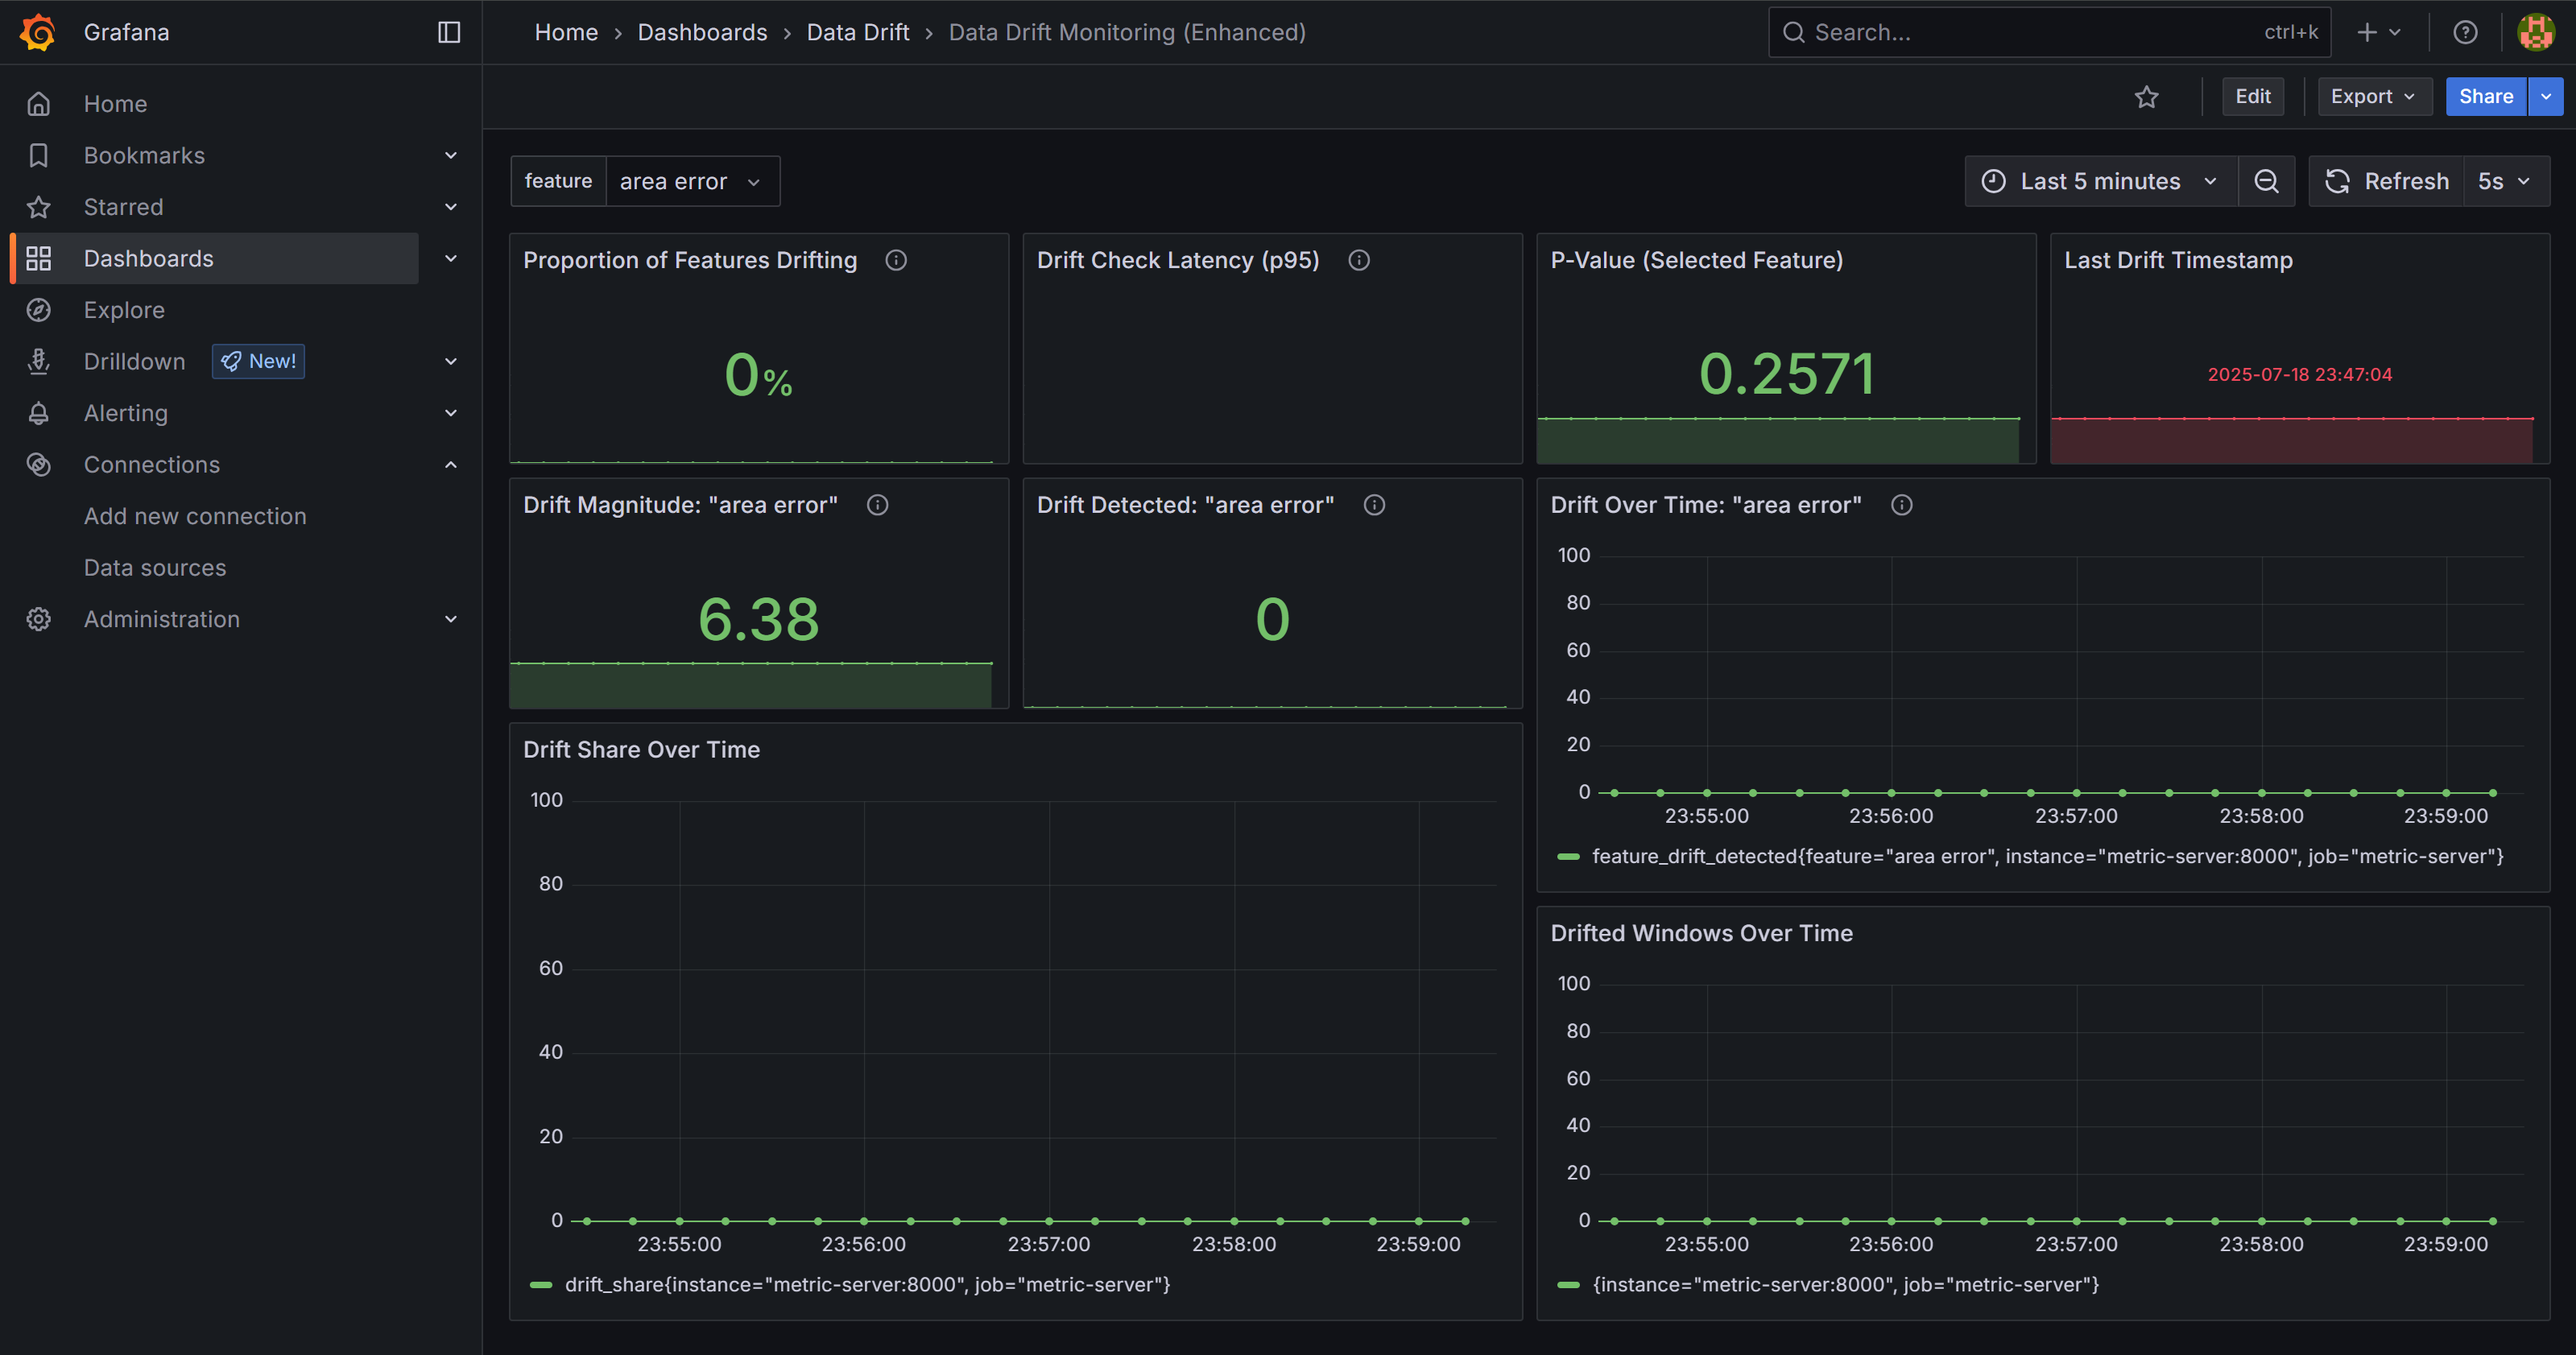 Grafana
Home › Dashboards › Data Drift › Data Drift Monitoring (Enhanced)
Search...
ctrl+k
Edit
Export
Share
Home
Bookmarks
Starred
Dashboards
Explore
Drilldown
New!
Alerting
Connections
Add new connection
Data sources
Administration
feature
area error
Last 5 minutes
Refresh
5s
Proportion of Features Drifting
0%
Drift Check Latency (p95)
P-Value (Selected Feature)
0.2571
Last Drift Timestamp
2025-07-18 23:47:04
Drift Magnitude: "area error"
6.38
Drift Detected: "area error"
0
Drift Over Time: "area error"
100
80
60
40
20
0
23:55:00 23:56:00 23:57:00 23:58:00 23:59:00
feature_drift_detected{feature="area error", instance="metric-server:8000", job="metric-server"}
Drift Share Over Time
100
80
60
40
20
0
23:55:00 23:56:00 23:57:00 23:58:00 23:59:00
drift_share{instance="metric-server:8000", job="metric-server"}
Drifted Windows Over Time
100
80
60
40
20
0
23:55:00 23:56:00 23:57:00 23:58:00 23:59:00
{instance="metric-server:8000", job="metric-server"}